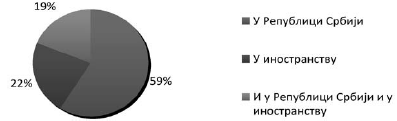 19%
22%
59%
У Републици Србији
У иностранству
И у Републици Србији и у
иностранству